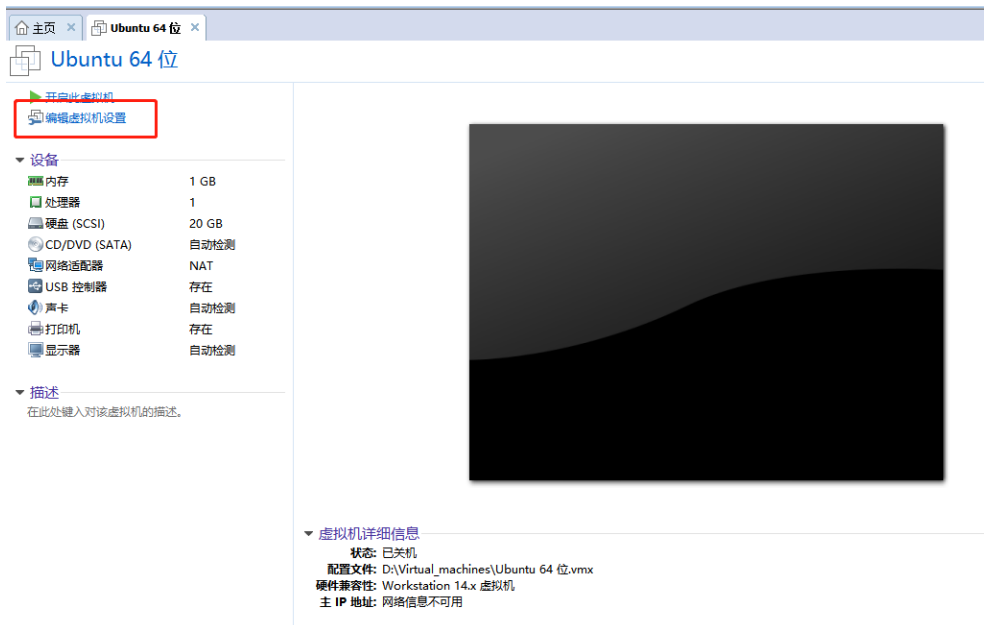 主页
Ubuntu 64 位
Ubuntu 64 位
开启此虚拟机
编辑虚拟机设置
设备
内存 1 GB
处理器 1
硬盘 (SCSI) 20 GB
CD/DVD (SATA) 自动检测
网络适配器 NAT
USB 控制器 存在
声卡 自动检测
打印机 存在
显示器 自动检测
描述
在此处键入对该虚拟机的描述。
虚拟机详细信息
状态: 已关机
配置文件: D:\Virtual_machines\Ubuntu 64 位.vmx
硬件兼容性: Workstation 14.x 虚拟机
主 IP 地址: 网络信息不可用